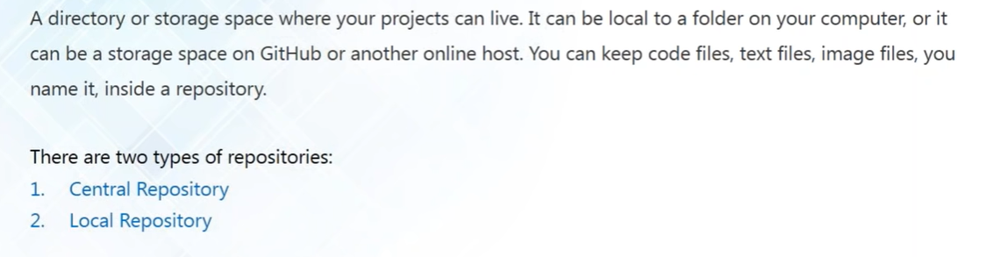 A directory or storage space where your projects can live. It can be local to a folder on your computer, or it
can be a storage space on GitHub or another online host. You can keep code files, text files, image files, you
name it, inside a repository.
There are two types of repositories:
1. Central Repository
2. Local Repository